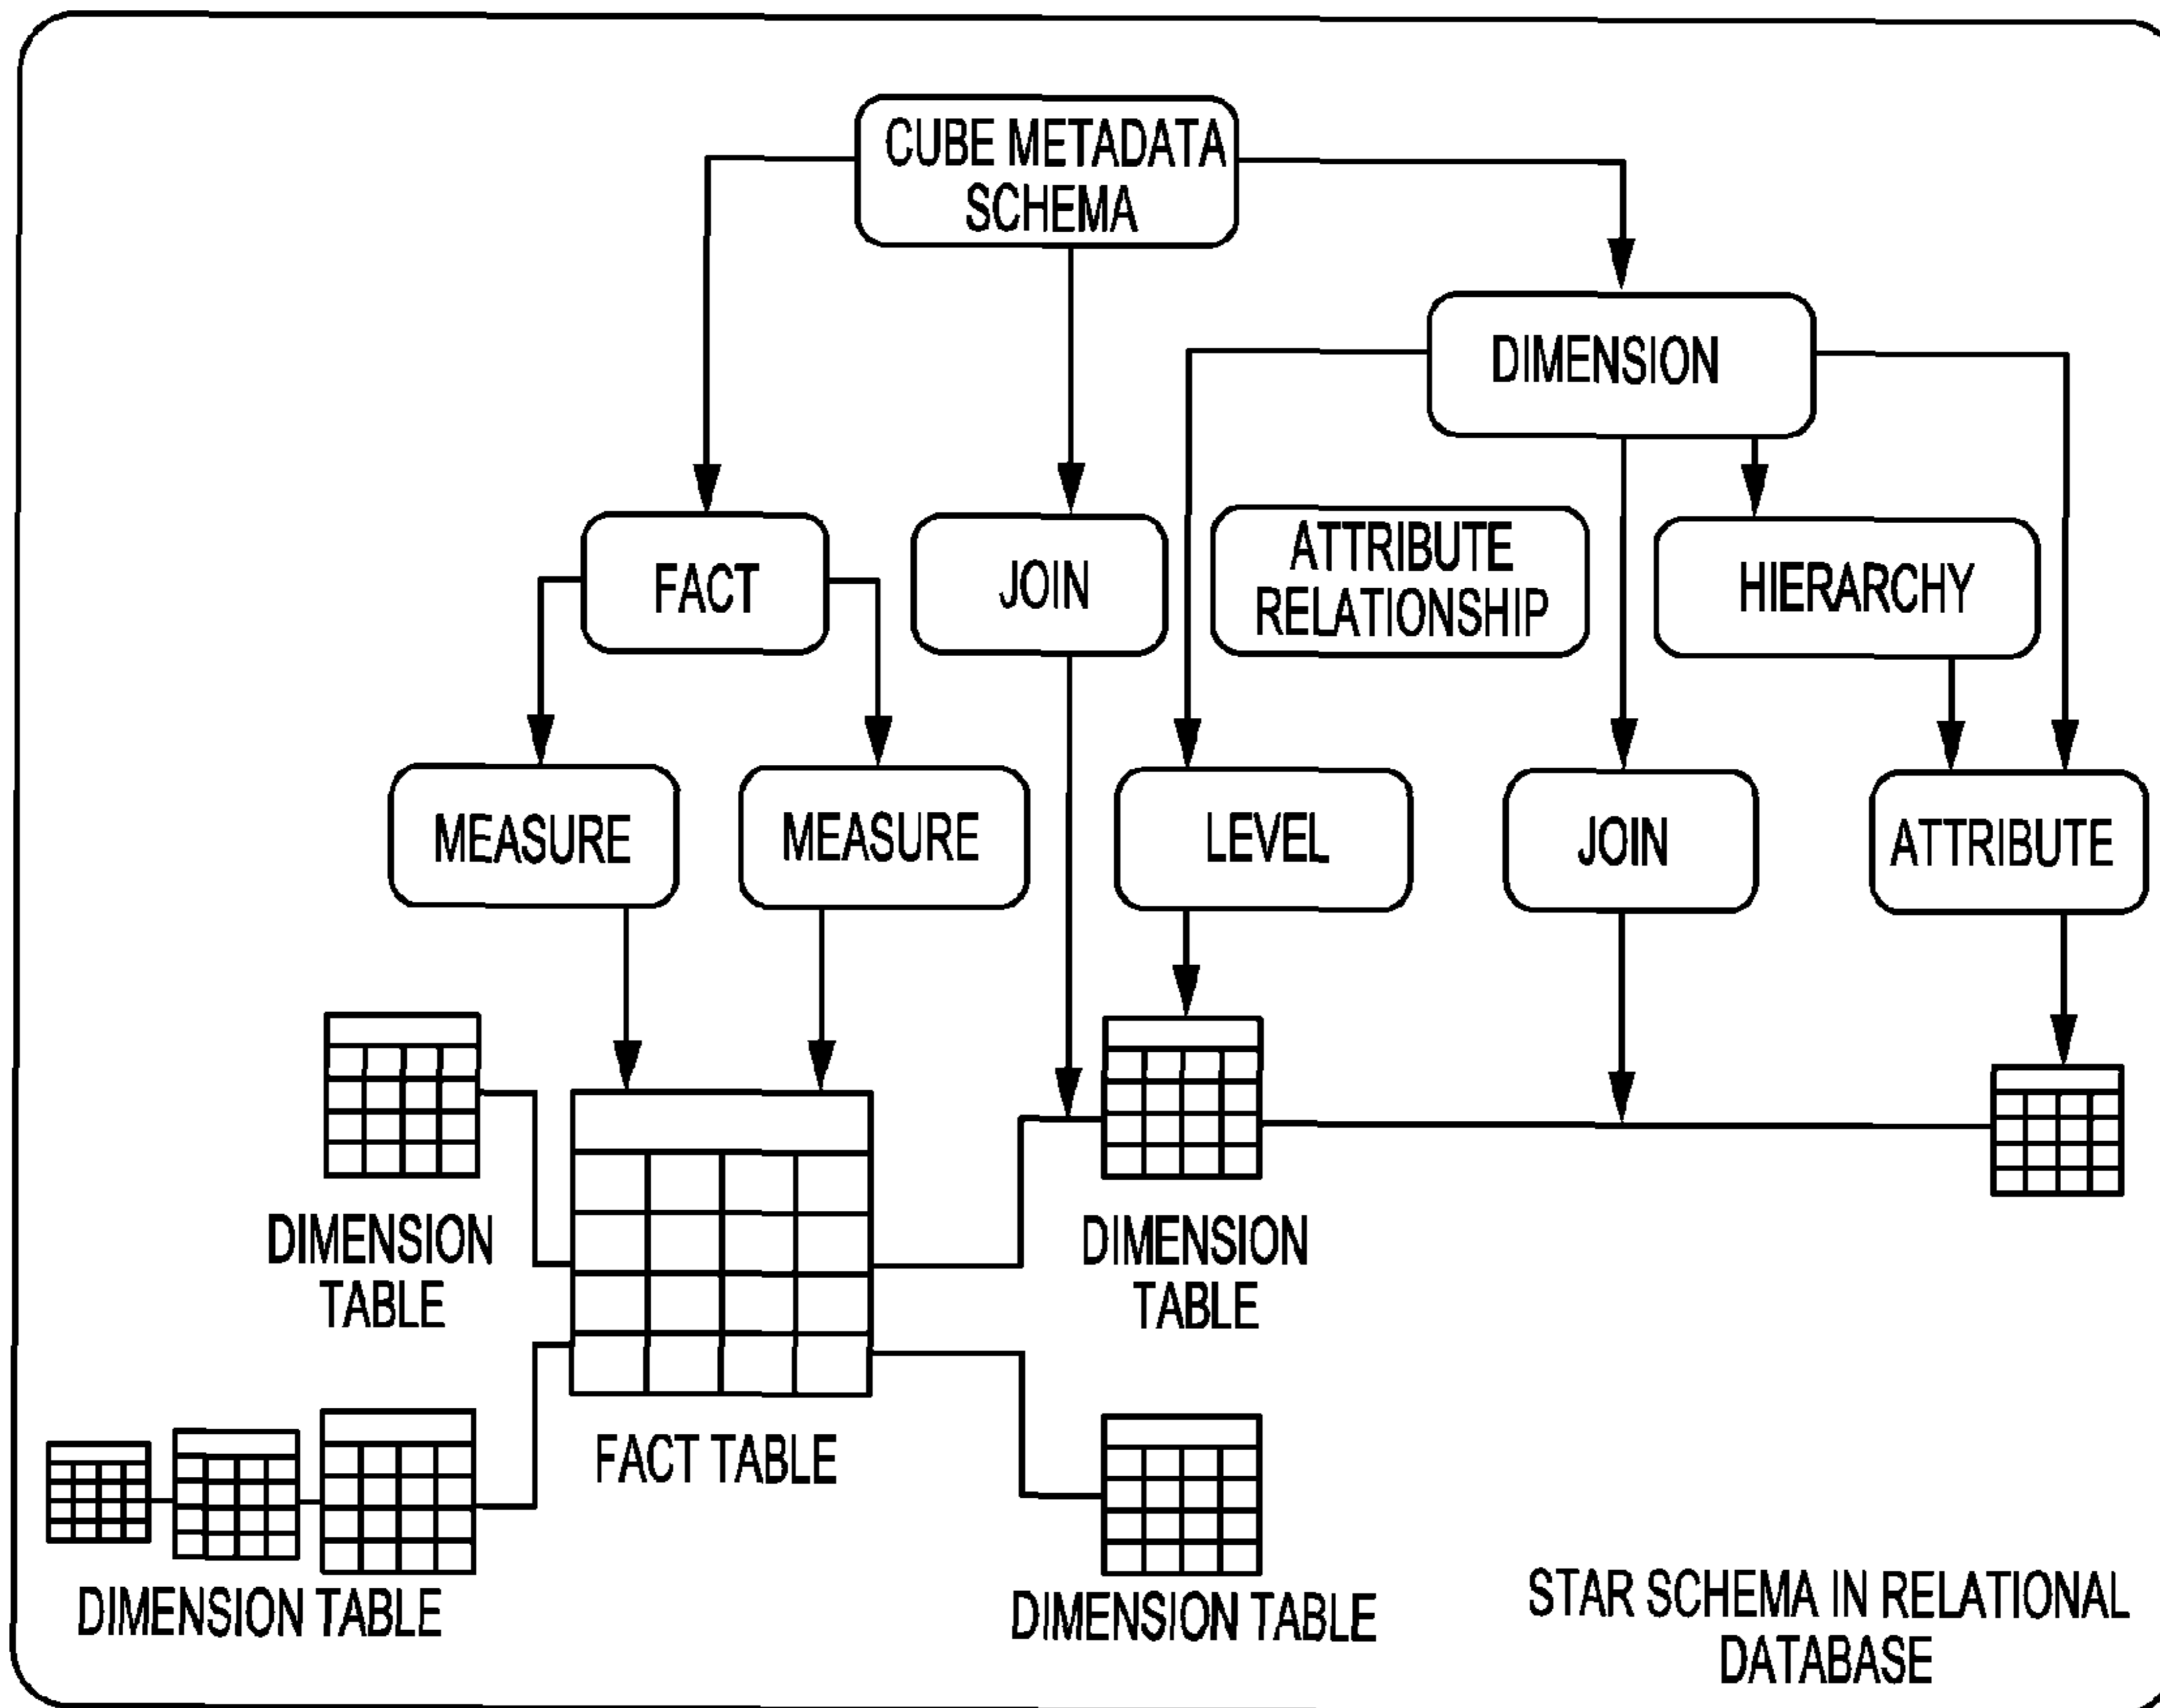 CUBE METADATA
SCHEMA
DIMENSION
FACT
JOIN
ATTRIBUTE
RELATIONSHIP
HIERARCHY
MEASURE
MEASURE
LEVEL
JOIN
ATTRIBUTE
DIMENSION
TABLE
DIMENSION
TABLE
FACT TABLE
DIMENSION TABLE
DIMENSION TABLE
STAR SCHEMA IN RELATIONAL
DATABASE